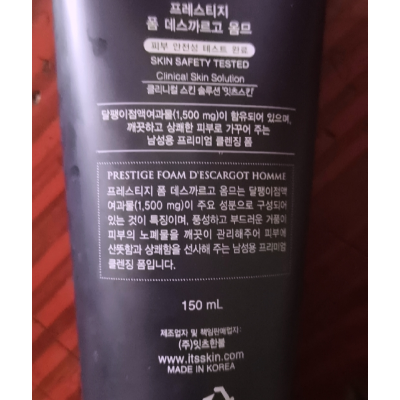 프레스티지
폼 데스까르고 옴므
피부 안전성 테스트 완료
SKIN SAFETY TESTED
Clinical Skin Solution
클리니컬 스킨 솔루션 '잇츠스킨'
달팽이점액여과물(1,500 mg)이 함유되어 있으며,
깨끗하고 상쾌한 피부로 가꾸어 주는
남성용 프리미엄 클렌징 폼
PRESTIGE FOAM D'ESCARGOT HOMME
프레스티지 폼 데스까르고 옴므는 달팽이점액
여과물(1,500 mg)이 주요 성분으로 구성되어
있는 것이 특징이며, 풍성하고 부드러운 거품이
피부의 노폐물을 깨끗이 관리해주어 피부에
산뜻함과 상쾌함을 선사해 주는 남성용 프리미엄
클렌징 폼입니다.
150 mL
제조업자 및 책임판매업자:
(주)잇츠한불
www.itsskin.com
MADE IN KOREA